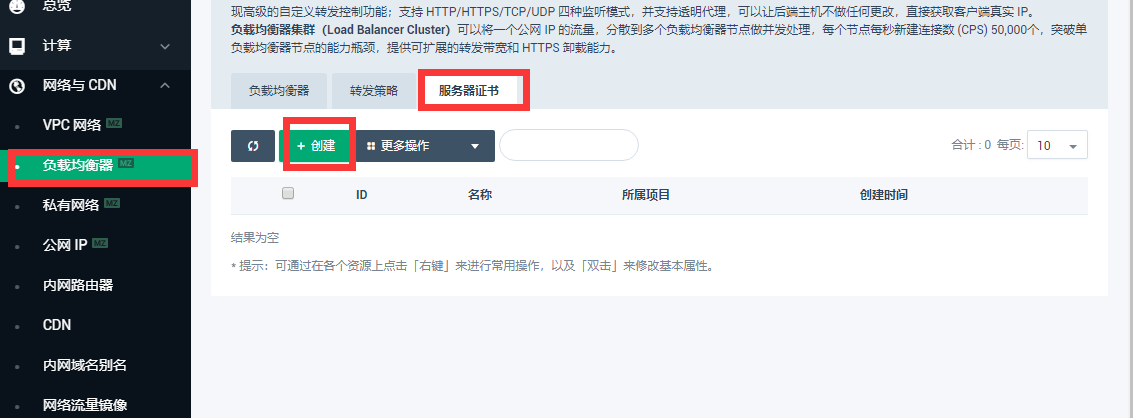 总览
计算
网络与 CDN
VPC 网络 MZ
负载均衡器 MZ
私有网络 MZ
公网 IP MZ
内网路由器
CDN
内网域名别名
网络流量镜像
现高级的自定义转发控制功能；支持 HTTP/HTTPS/TCP/UDP 四种监听模式，并支持透明代理，可以让后端主机不做任何更改，直接获取客户端真实 IP。
负载均衡器集群（Load Balancer Cluster）可以将一个公网 IP 的流量，分散到多个负载均衡器节点做并发处理，每个节点每秒新建连接数 (CPS) 50,000个，突破单
负载均衡器节点的能力瓶颈，提供可扩展的转发带宽和 HTTPS 卸载能力。
负载均衡器 转发策略 服务器证书
+ 创建 更多操作 合计 : 0 每页: 10
ID 名称 所属项目 创建时间
结果为空
* 提示：可通过在各个资源上点击「右键」来进行常用操作，以及「双击」来修改基本属性。